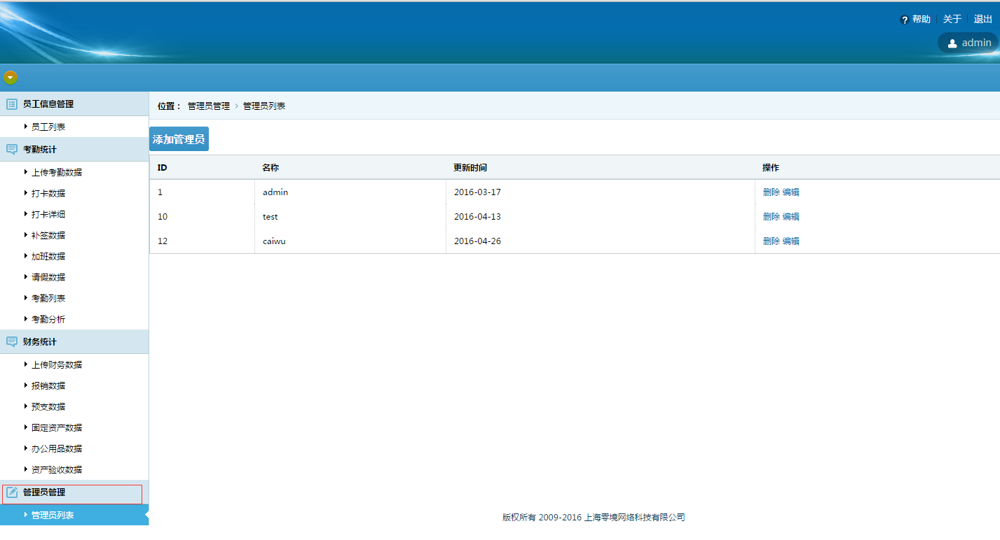 帮助 关于 退出
admin
员工信息管理
员工列表
考勤统计
上传考勤数据
打卡数据
打卡详细
补签数据
加班数据
请假数据
考勤列表
考勤分析
财务统计
上传财务数据
报销数据
预支数据
固定资产数据
办公用品数据
资产验收数据
管理员管理
管理员列表
位置： 管理员管理 › 管理员列表
添加管理员
ID 名称 更新时间 操作
1 admin 2016-03-17 删除 编辑
10 test 2016-04-13 删除 编辑
12 caiwu 2016-04-26 删除 编辑
版权所有 2009-2016 上海零境网络科技有限公司